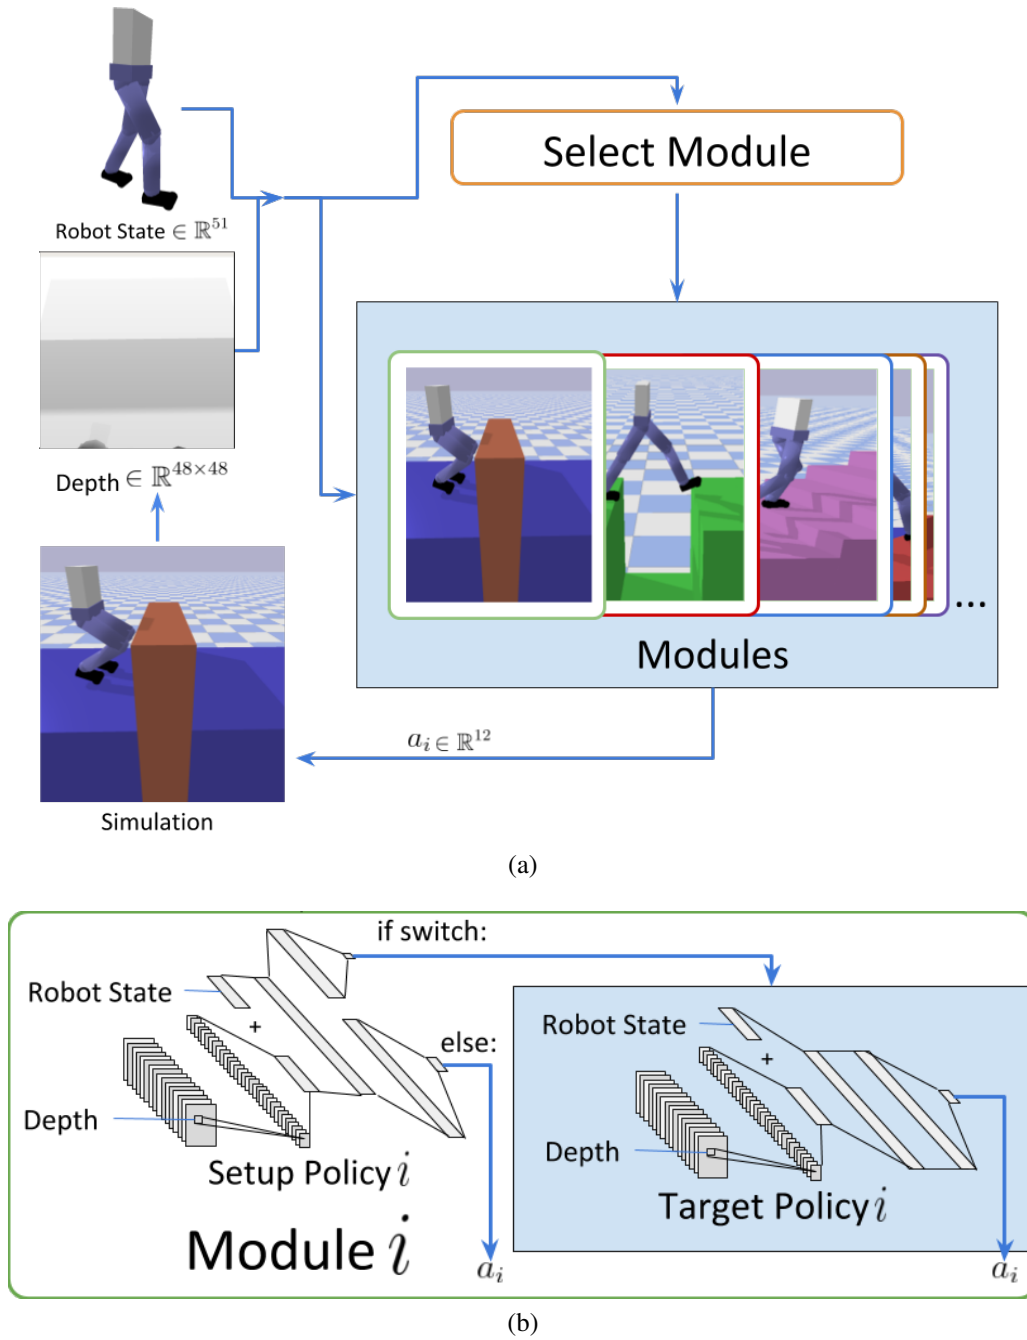 Select Module
Robot State ∈ ℝ^51
Depth ∈ ℝ^{48×48}
...
Modules
a_i ∈ ℝ^12
Simulation
(a)
if switch:
Robot State
+
else:
Depth
Setup Policy i
Module i
a_i
Robot State
+
Depth
Target Policy i
a_i
(b)